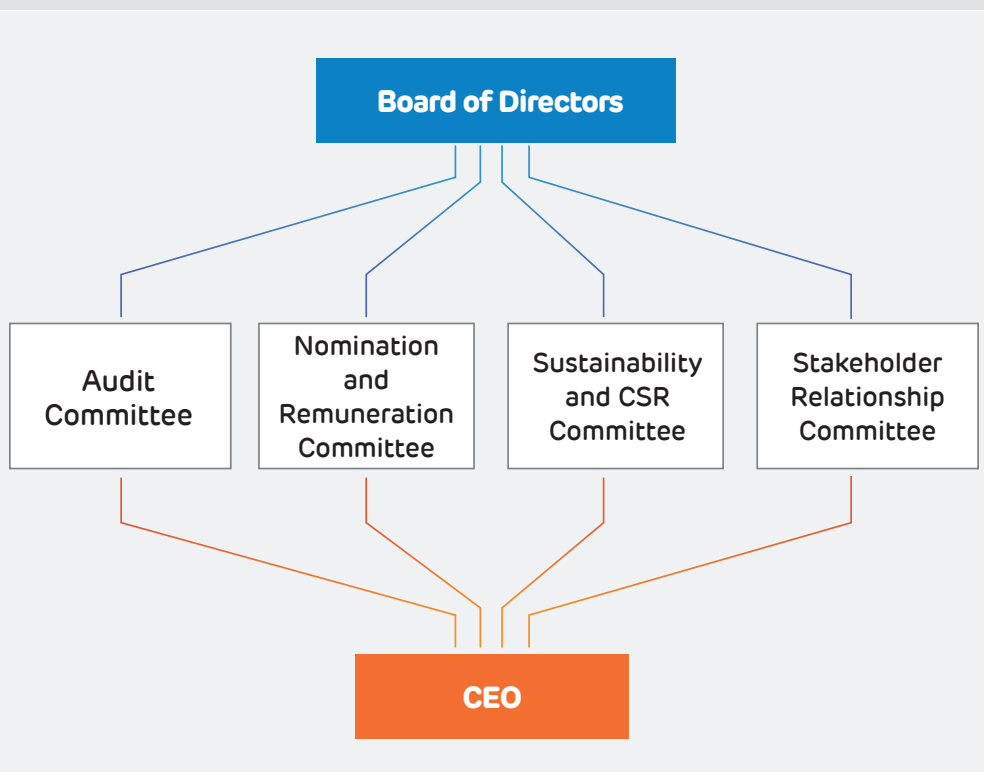 Board of Directors
Audit
Committee
Nomination
and
Remuneration
Committee
Sustainability
and CSR
Committee
Stakeholder
Relationship
Committee
CEO